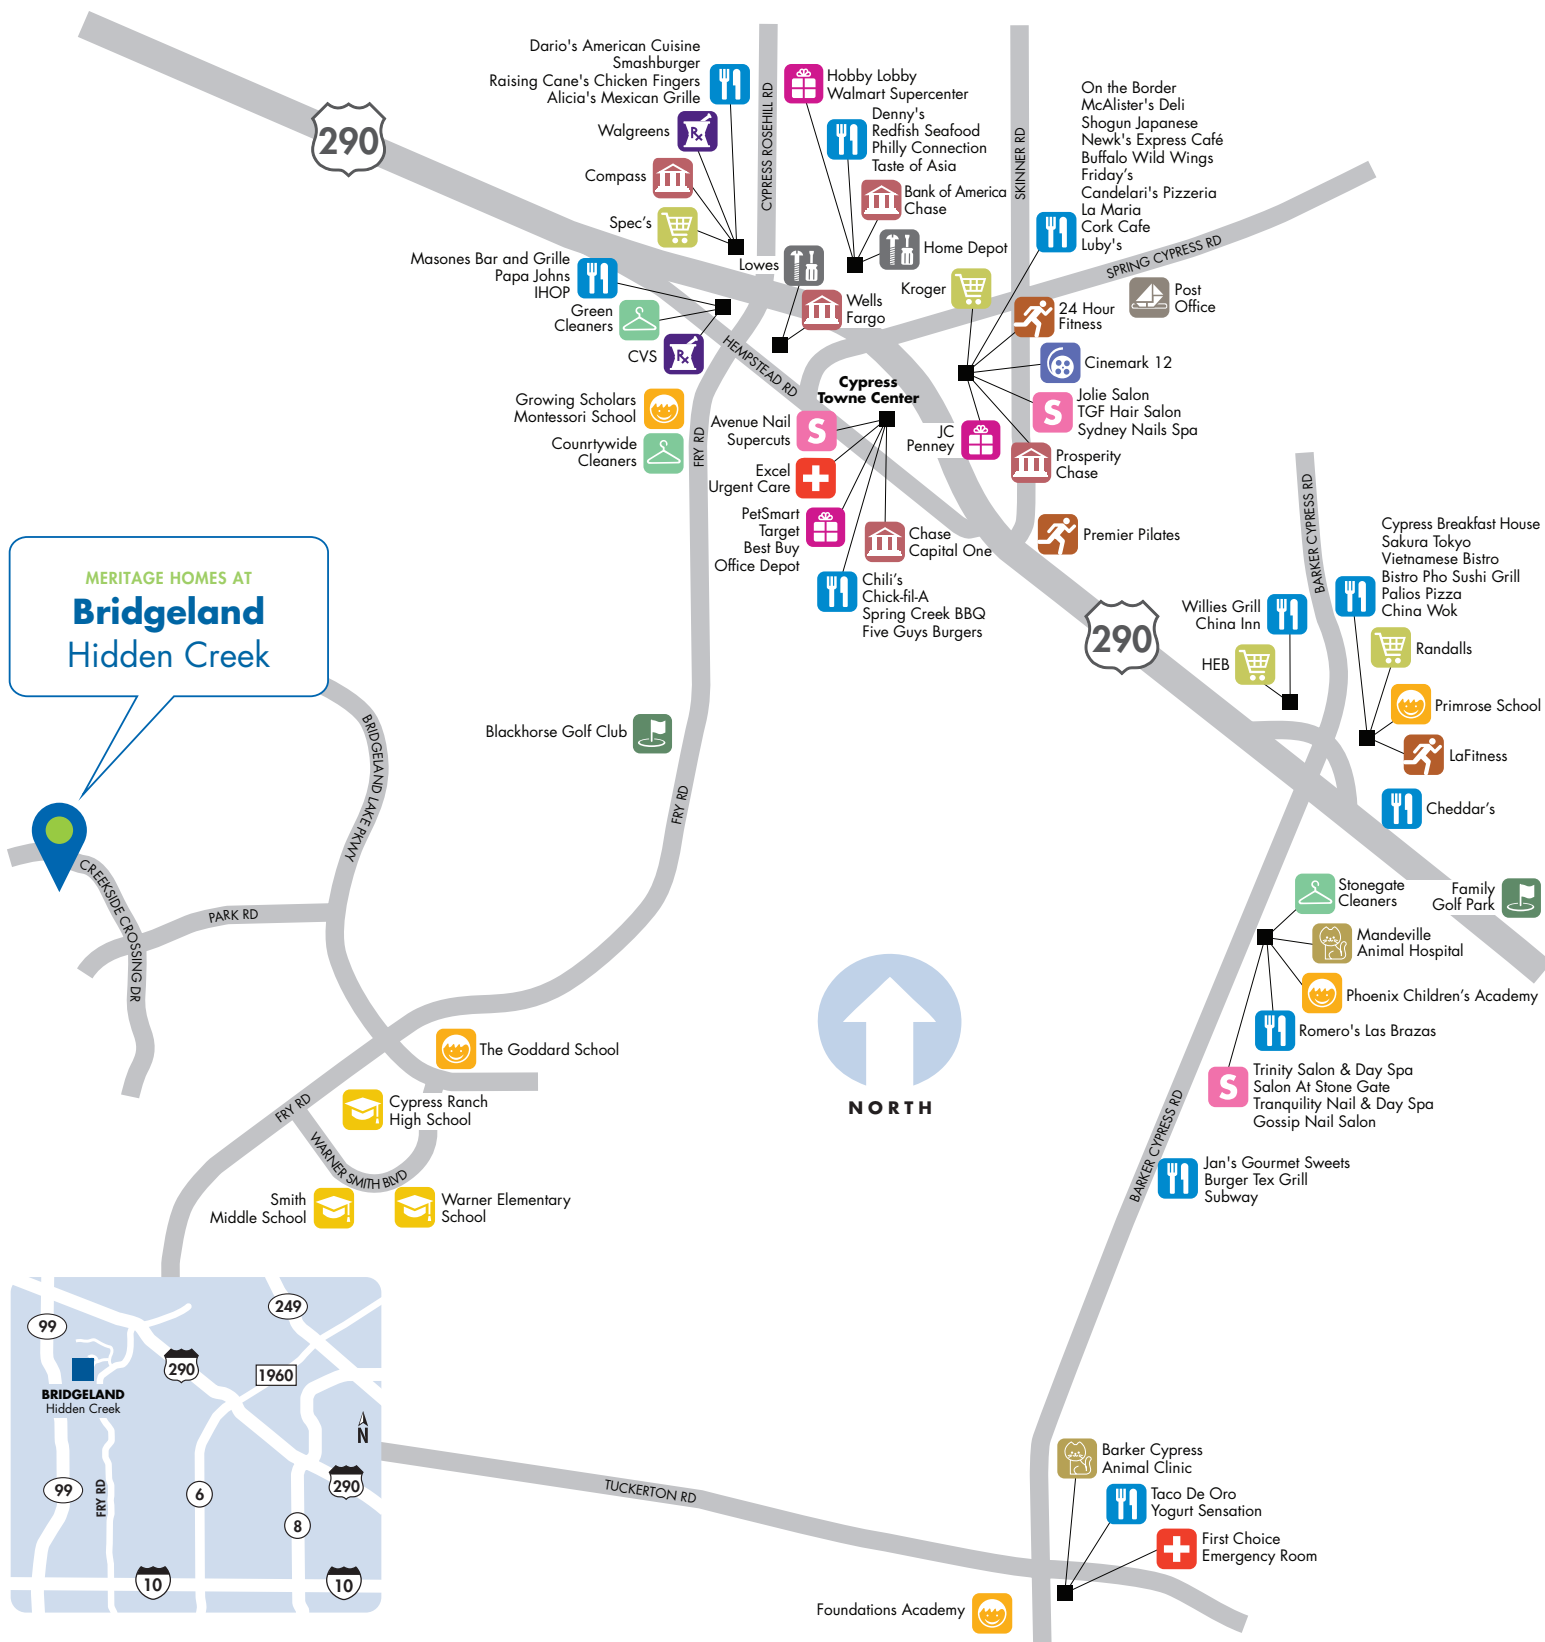 Dario's American Cuisine
Smashburger
Raising Cane's Chicken Fingers
Alicia's Mexican Grille
Walgreens
Compass
Spec's
290
CYPRESS ROSEHILL RD
Hobby Lobby
Walmart Supercenter
Denny's
Redfish Seafood
Philly Connection
Taste of Asia
Bank of America
Chase
Home Depot
SKINNER RD
On the Border
McAlister's Deli
Shogun Japanese
Newk's Express Café
Buffalo Wild Wings
Friday's
Candelari's Pizzeria
La Maria
Cork Cafe
Luby's
SPRING CYPRESS RD
Post
Office
Masones Bar and Grille
Papa Johns
IHOP
Green
Cleaners
CVS
Lowes
Wells
Fargo
Kroger
24 Hour
Fitness
Cinemark 12
Jolie Salon
TGF Hair Salon
Sydney Nails Spa
JC
Penney
Prosperity
Chase
HEMPSTEAD RD
Cypress
Towne Center
Growing Scholars
Montessori School
Counrtywide
Cleaners
FRY RD
Avenue Nail
Supercuts
S
S
Excel
Urgent Care
PetSmart
Target
Best Buy
Office Depot
Chase
Capital One
Chili's
Chick-fil-A
Spring Creek BBQ
Five Guys Burgers
Premier Pilates
290
BARKER CYPRESS RD
Cypress Breakfast House
Sakura Tokyo
Vietnamese Bistro
Bistro Pho Sushi Grill
Palios Pizza
China Wok
Willies Grill
China Inn
HEB
Randalls
Primrose School
LaFitness
Cheddar's
MERITAGE HOMES AT
Bridgeland
Hidden Creek
BRIDGELAND LAKE PKWY
Blackhorse Golf Club
FRY RD
CREEKSIDE CROSSING DR
PARK RD
Stonegate
Cleaners
Family
Golf Park
Mandeville
Animal Hospital
Phoenix Children's Academy
Romero's Las Brazas
S
Trinity Salon & Day Spa
Salon At Stone Gate
Tranquility Nail & Day Spa
Gossip Nail Salon
NORTH
The Goddard School
Cypress Ranch
High School
FRY RD
WARNER SMITH BLVD
Smith
Middle School
Warner Elementary
School
BARKER CYPRESS RD
Jan's Gourmet Sweets
Burger Tex Grill
Subway
99
249
290
1960
BRIDGELAND
Hidden Creek
N
99
FRY RD
6
290
8
10
10
TUCKERTON RD
Barker Cypress
Animal Clinic
Taco De Oro
Yogurt Sensation
First Choice
Emergency Room
Foundations Academy
Rx
Rx